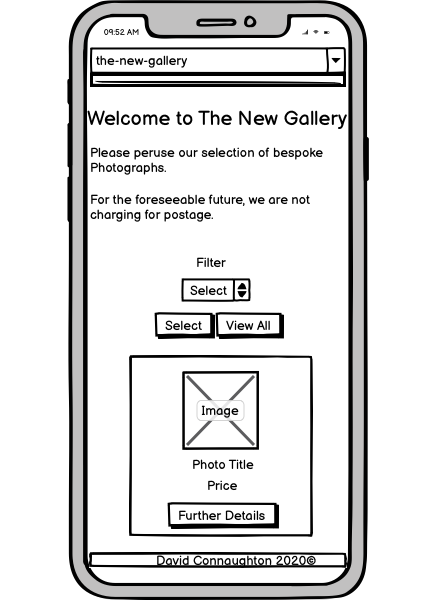 09:52 AM
the-new-gallery
Welcome to The New Gallery
Please peruse our selection of bespoke
Photographs.
For the foreseeable future, we are not
charging for postage.
Filter
Select
Select View All
Image
Photo Title
Price
Further Details
David Connaughton 2020©